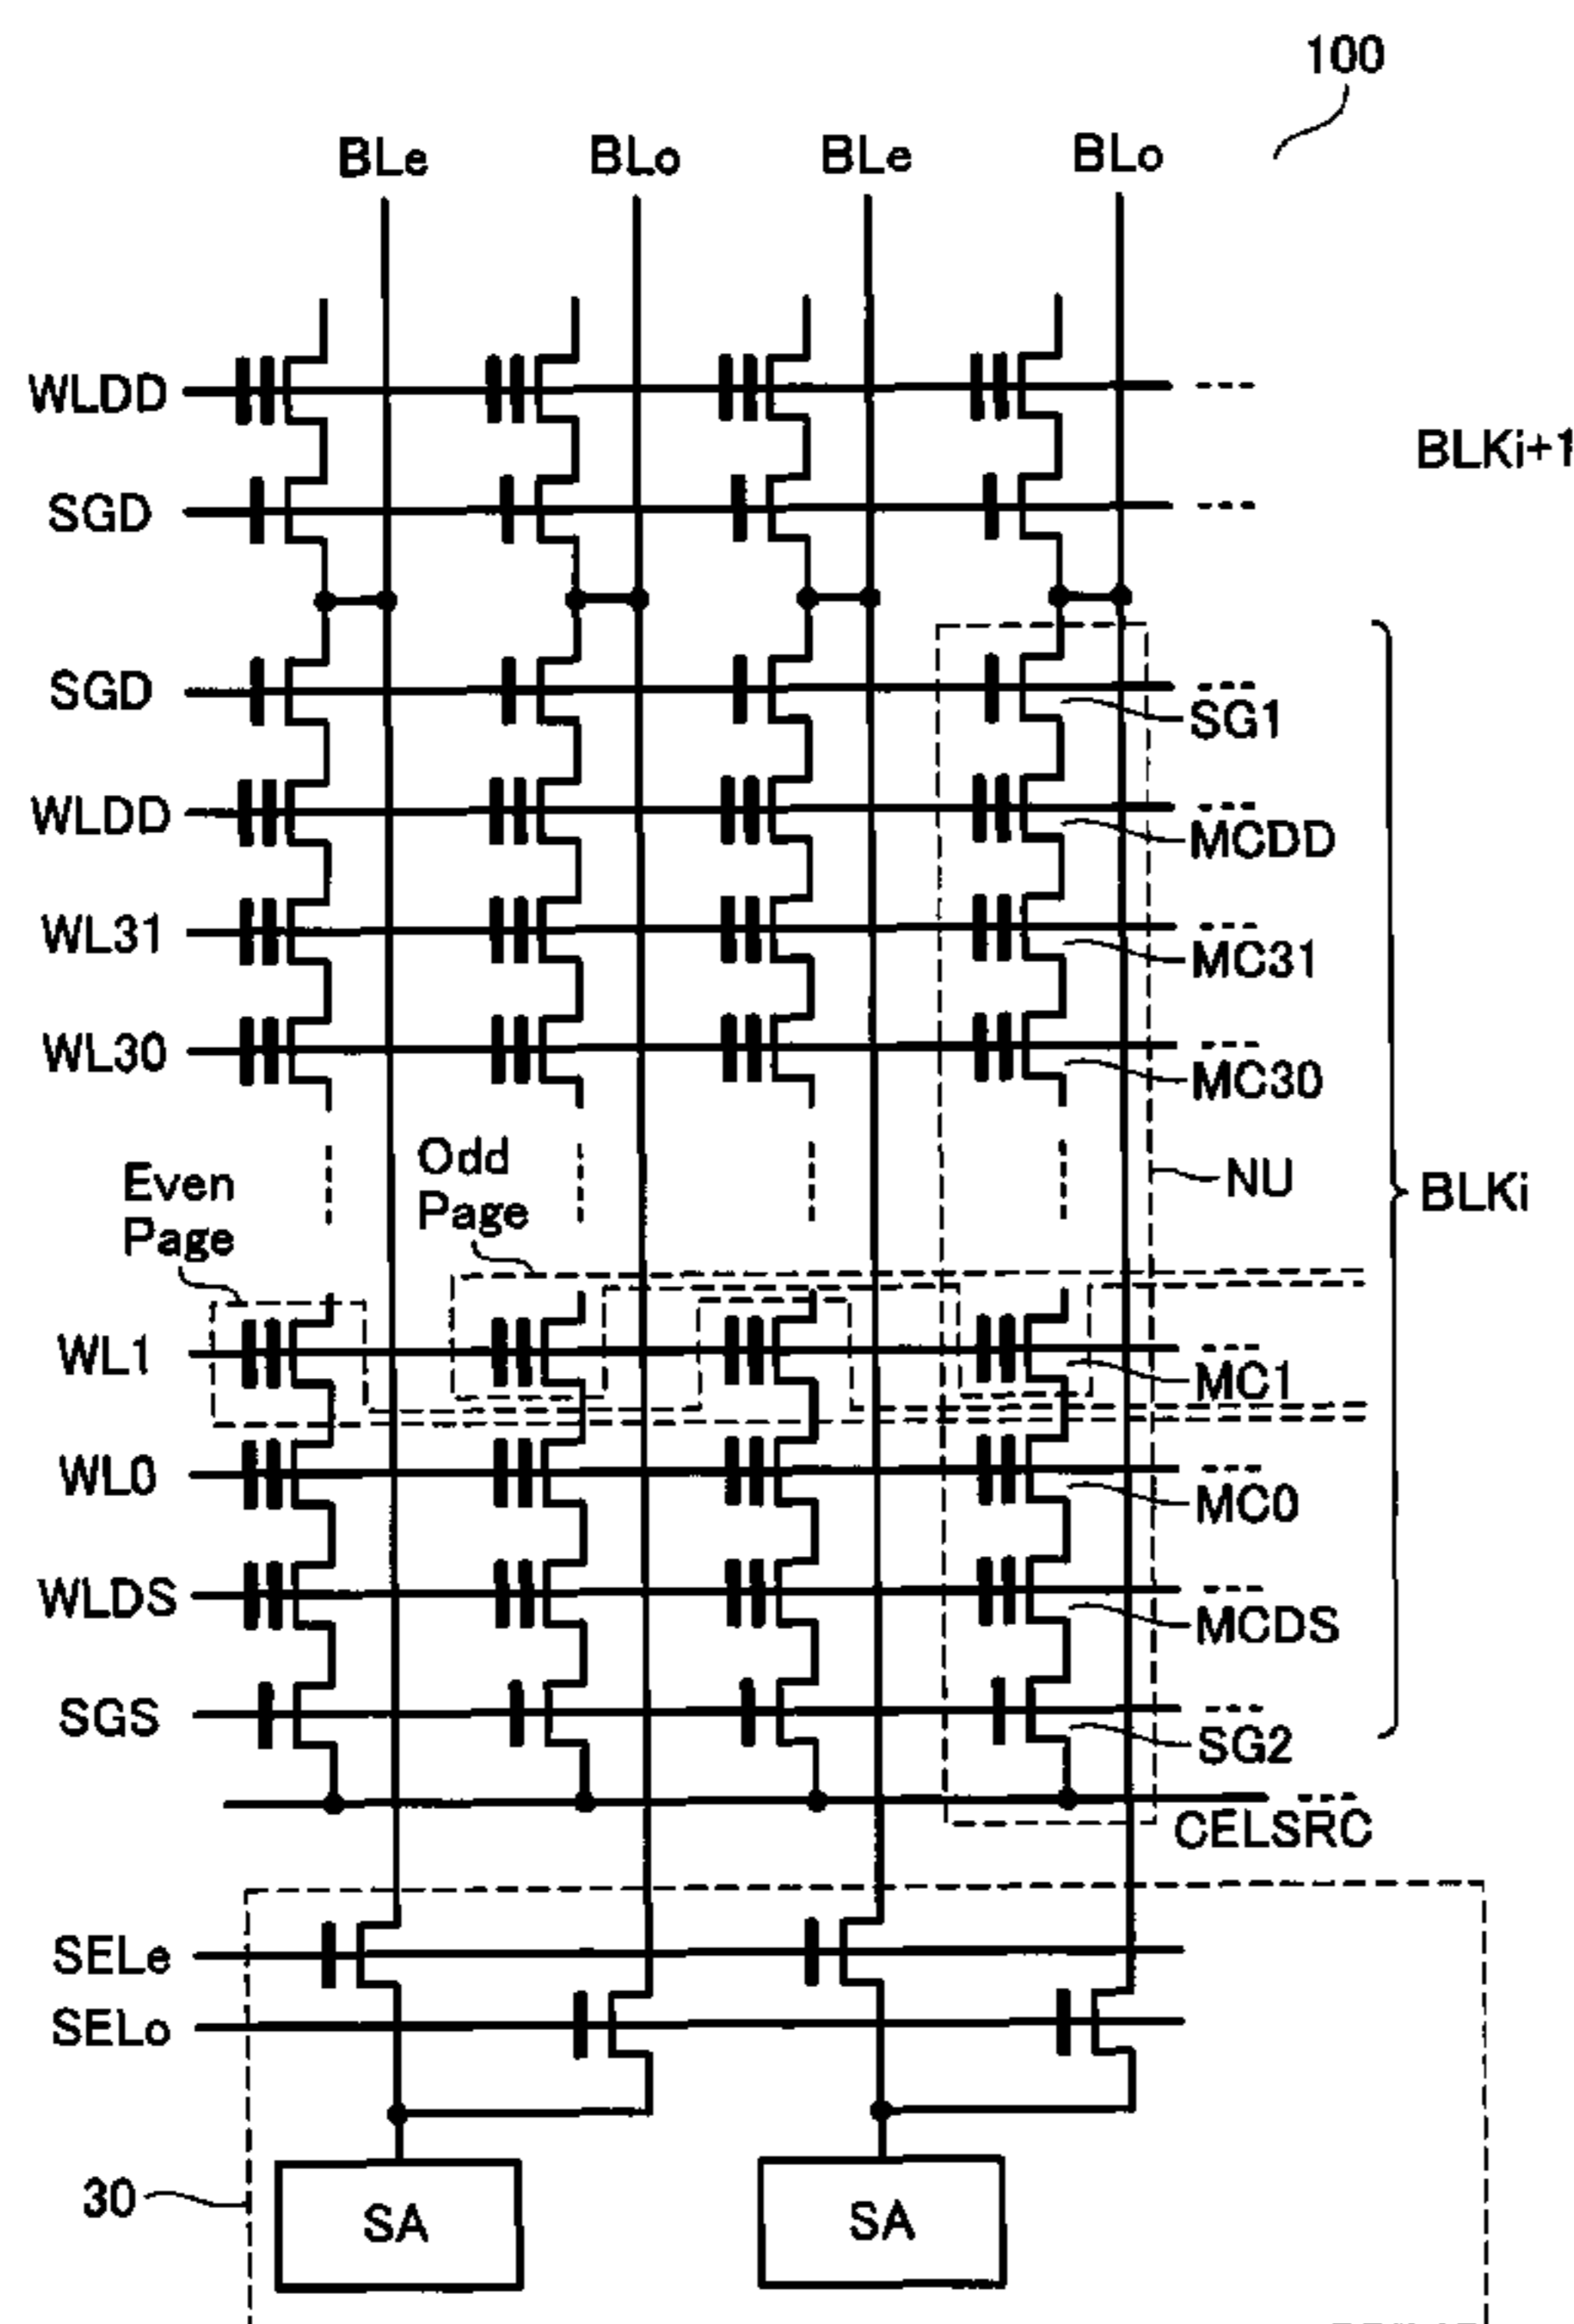 100
BLe BLo BLe BLo
WLDD
BLKi+1
SGD
SGD
SG1
WLDD
MCDD
WL31
MC31
WL30
MC30
Even
Page
Odd
Page
NU
BLKi
WL1
MC1
WL0
MC0
WLDS
MCDS
SGS
SG2
CELSRC
SELe
SELo
30
SA SA